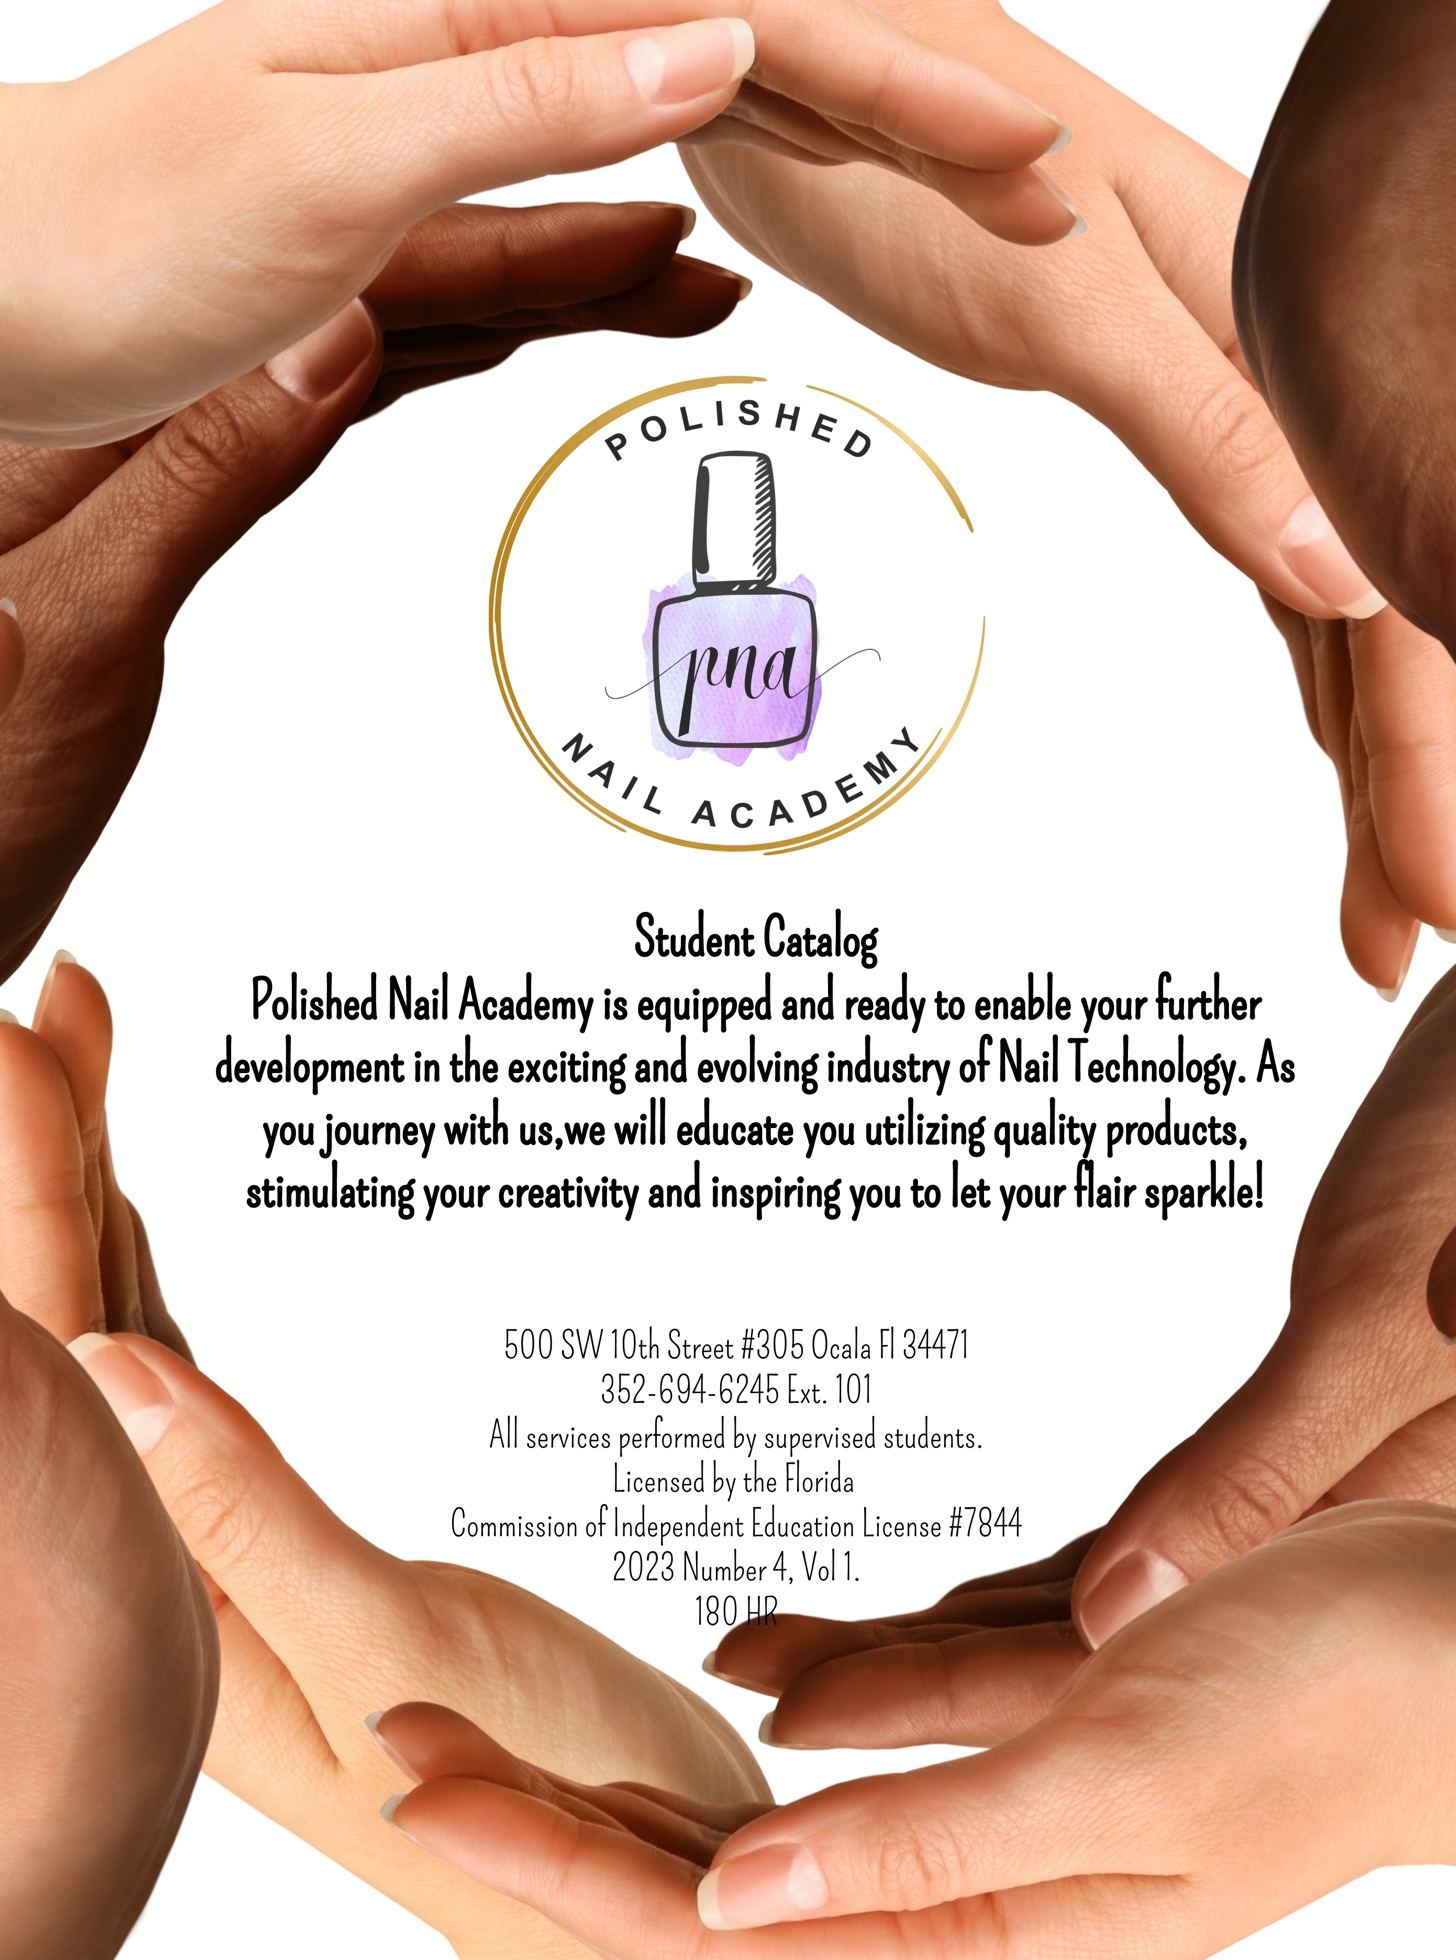 POLISHED
pna
NAIL ACADEMY
Student Catalog
Polished Nail Academy is equipped and ready to enable your further
development in the exciting and evolving industry of Nail Technology. As
you journey with us,we will educate you utilizing quality products,
stimulating your creativity and inspiring you to let your flair sparkle!
500 SW 10th Street #305 Ocala Fl 34471
352-694-6245 Ext. 101
All services performed by supervised students.
Licensed by the Florida
Commission of Independent Education License #7844
2023 Number 4, Vol 1.
180 HR